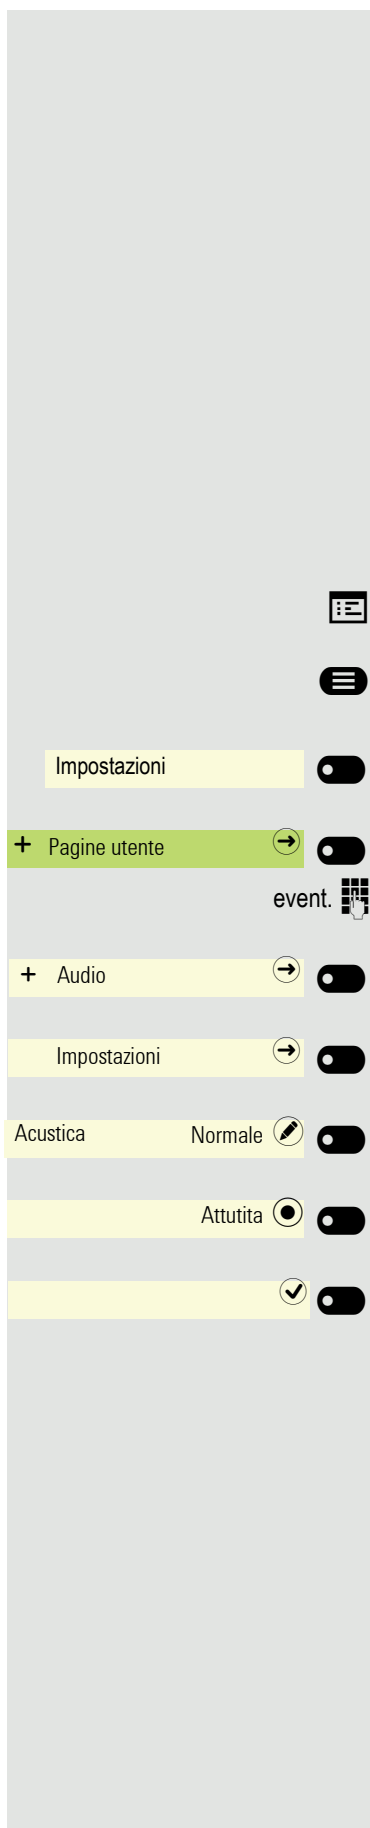 Impostazioni
+ Pagine utente
event.
+ Audio
Impostazioni
Acustica Normale
Attutita